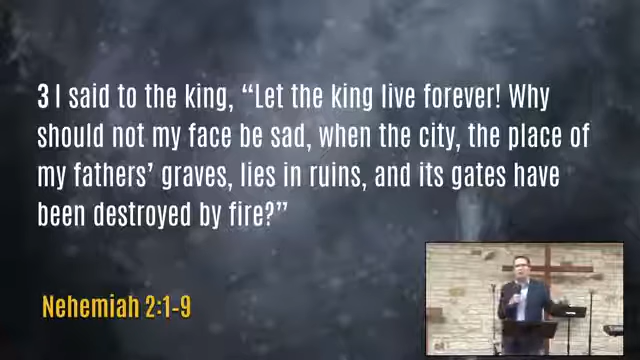 3 I said to the king, “Let the king live forever! Why
should not my face be sad, when the city, the place of
my fathers’ graves, lies in ruins, and its gates have
been destroyed by fire?”
Nehemiah 2:1-9